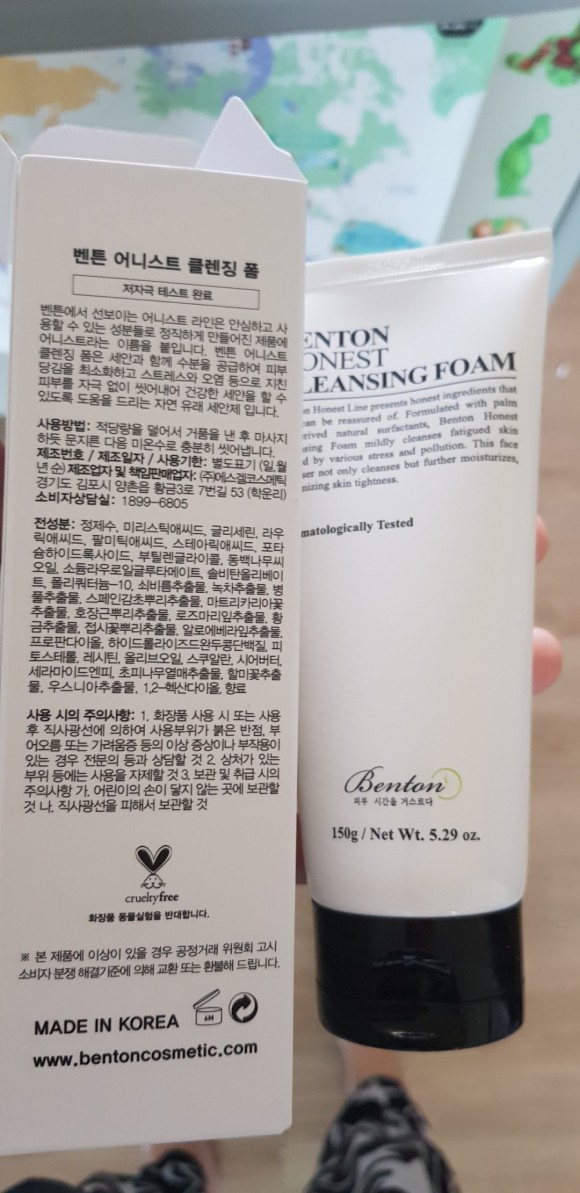 벤튼 어니스트 클렌징 폼
저자극 테스트 완료
벤튼에서 선보이는 어니스트 라인은 안심하고 사
용할 수 있는 성분들로 정직하게 만들어진 제품에
어니스트라는 이름을 붙입니다. 벤튼 어니스트
클렌징 폼은 세안과 함께 수분을 공급하여 피부
당김을 최소화하고 스트레스와 오염 등으로 지친
피부를 자극 없이 씻어내어 건강한 세안을 할 수
있도록 도움을 드리는 자연 유래 세안제 입니다.
사용방법: 적당량을 덜어서 거품을 낸 후 마사지
하듯 문지른 다음 미온수로 충분히 씻어냅니다.
제조번호 / 제조일자 / 사용기한: 별도표기 (일,월,
년 순) 제조업자 및 책임판매업자: (주)에스겔코스메틱
경기도 김포시 양촌읍 황금3로 7번길 53 (학운리)
소비자상담실: 1899-6805
전성분: 정제수, 미리스틱애씨드, 글리세린, 라우
릭애씨드, 팔미틱애씨드, 스테아릭애씨드, 포타
슘하이드록사이드, 부틸렌글라이콜, 동백나무씨
오일, 소듐라우로일글루타메이트, 솔비탄올리베이
트, 폴리쿼터늄-10, 쇠비름추출물, 녹차추출물, 병
풀추출물, 스페인감초뿌리추출물, 마트리카리아꽃
추출물, 호장근뿌리추출물, 로즈마리잎추출물, 황
금추출물, 접시꽃뿌리추출물, 알로에베라잎추출물,
프로판다이올, 하이드롤라이즈드완두콩단백질, 피
토스테롤, 레시틴, 올리브오일, 스쿠알란, 시어버터,
세라마이드엔피, 초피나무열매추출물, 할미꽃추출
물, 우스니아추출물, 1,2-헥산다이올, 향료
사용 시의 주의사항: 1. 화장품 사용 시 또는 사용
후 직사광선에 의하여 사용부위가 붉은 반점, 부
어오름 또는 가려움증 등의 이상 증상이나 부작용이
있는 경우 전문의 등과 상담할 것 2. 상처가 있는
부위 등에는 사용을 자제할 것 3. 보관 및 취급 시의
주의사항 가. 어린이의 손이 닿지 않는 곳에 보관할
것 나. 직사광선을 피해서 보관할 것
crueltyfree
화장품 동물실험을 반대합니다.
※ 본 제품에 이상이 있을 경우 공정거래 위원회 고시
소비자 분쟁 해결기준에 의해 교환 또는 환불해 드립니다.
MADE IN KOREA
6M
www.bentoncosmetic.com
ENTON
ONEST
LEANSING FOAM
on Honest Line presents honest ingredients that
can be reassured of. Formulated with palm
rived natural surfactants, Benton Honest
sing Foam mildly cleanses fatigued skin
d by various stress and pollution. This face
ser not only cleanses but further moisturizes,
mizing skin tightness.
matologically Tested
Benton
피부 시간을 거스르다
150g / Net Wt. 5.29 oz.